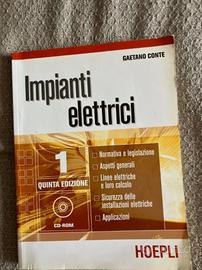 GAETANO CONTE
Impianti
elettrici
1
QUINTA EDIZIONE
CD-ROM
Normativa e legislazione
Aspetti generali
Linee elettriche
e loro calcolo
Sicurezza delle
installazioni elettriche
Applicazioni
HOEPLI